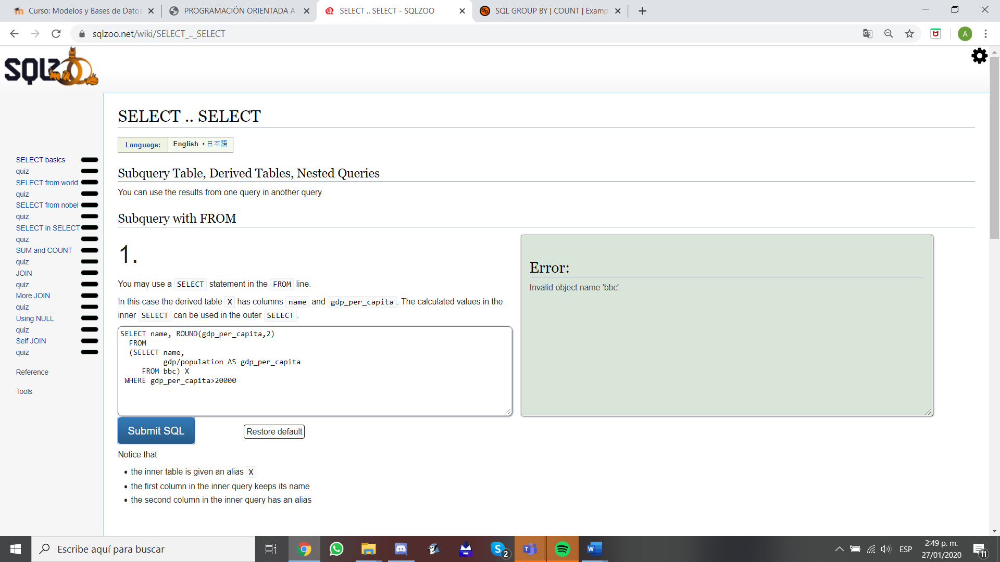 Curso: Modelos y Bases de Datos
PROGRAMACIÓN ORIENTADA A
SELECT .. SELECT - SQLZOO
SQL GROUP BY | COUNT | Examp
sqlzoo.net/wiki/SELECT_.._SELECT
A
SQLZOO
SELECT .. SELECT
Language:
English • 日本語
SELECT basics
quiz
SELECT from world
quiz
SELECT from nobel
quiz
SELECT in SELECT
quiz
SUM and COUNT
quiz
JOIN
quiz
More JOIN
quiz
Using NULL
quiz
Self JOIN
quiz
Reference
Tools
Subquery Table, Derived Tables, Nested Queries
You can use the results from one query in another query
Subquery with FROM
1.
You may use a SELECT statement in the FROM line.
In this case the derived table X has columns name and gdp_per_capita. The calculated values in the
inner SELECT can be used in the outer SELECT.
SELECT name, ROUND(gdp_per_capita,2)
FROM
(SELECT name,
gdp/population AS gdp_per_capita
FROM bbc) X
WHERE gdp_per_capita>20000
Error:
Invalid object name 'bbc'.
Submit SQL
Restore default
Notice that
• the inner table is given an alias X
• the first column in the inner query keeps its name
• the second column in the inner query has an alias
Escribe aquí para buscar
2
ESP
2:49 p. m.
27/01/2020
11